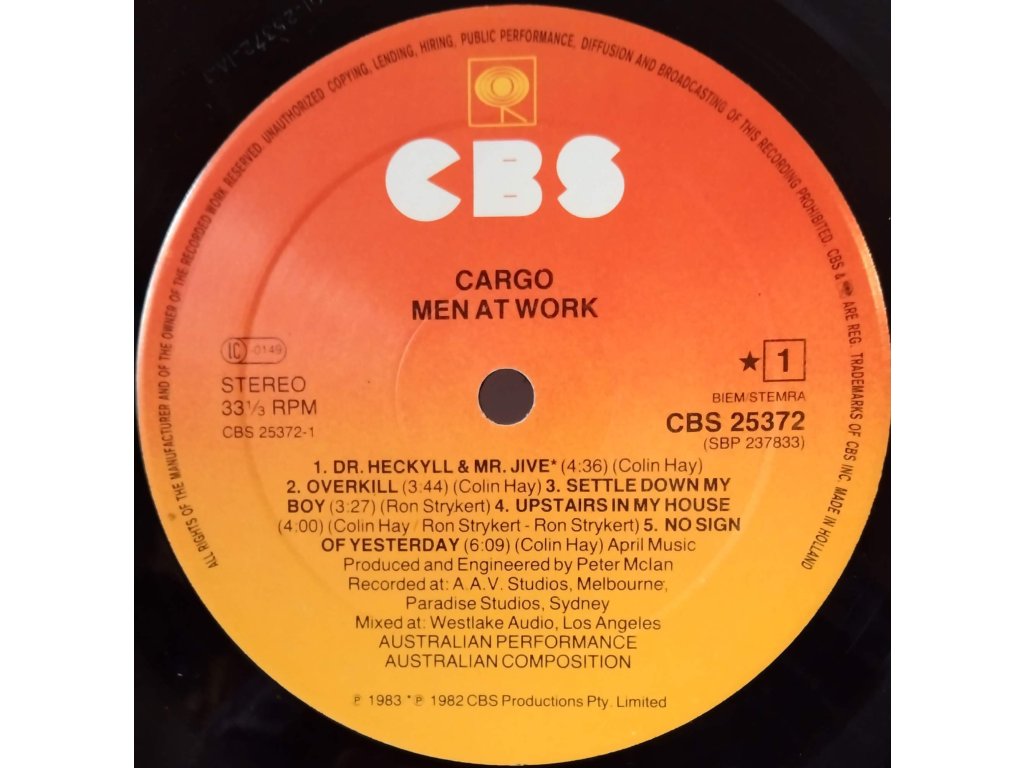 ALL RIGHTS OF THE MANUFACTURER AND OF THE OWNER OF THE RECORDED WORK RESERVED. UNAUTHORIZED COPYING, LENDING, HIRING, PUBLIC PERFORMANCE, DIFFUSION AND BROADCASTING OF THIS RECORDING PROHIBITED. CBS & ARE REG. TRADEMARKS OF CBS INC. MADE IN HOLLAND
CBS
CARGO
MEN AT WORK
LC 0149
STEREO
33 1/3 RPM
CBS 25372-1
★ 1
BIEM/STEMRA
CBS 25372
(SBP 237833)
1. DR. HECKYLL & MR. JIVE* (4:36) (Colin Hay)
2. OVERKILL (3:44) (Colin Hay) 3. SETTLE DOWN MY
BOY (3:27) (Ron Strykert) 4. UPSTAIRS IN MY HOUSE
(4:00) (Colin Hay / Ron Strykert - Ron Strykert) 5. NO SIGN
OF YESTERDAY (6:09) (Colin Hay) April Music
Produced and Engineered by Peter McIan
Recorded at: A.A.V. Studios, Melbourne,
Paradise Studios, Sydney
Mixed at: Westlake Audio, Los Angeles
AUSTRALIAN PERFORMANCE
AUSTRALIAN COMPOSITION
℗ 1983 *℗ 1982 CBS Productions Pty. Limited